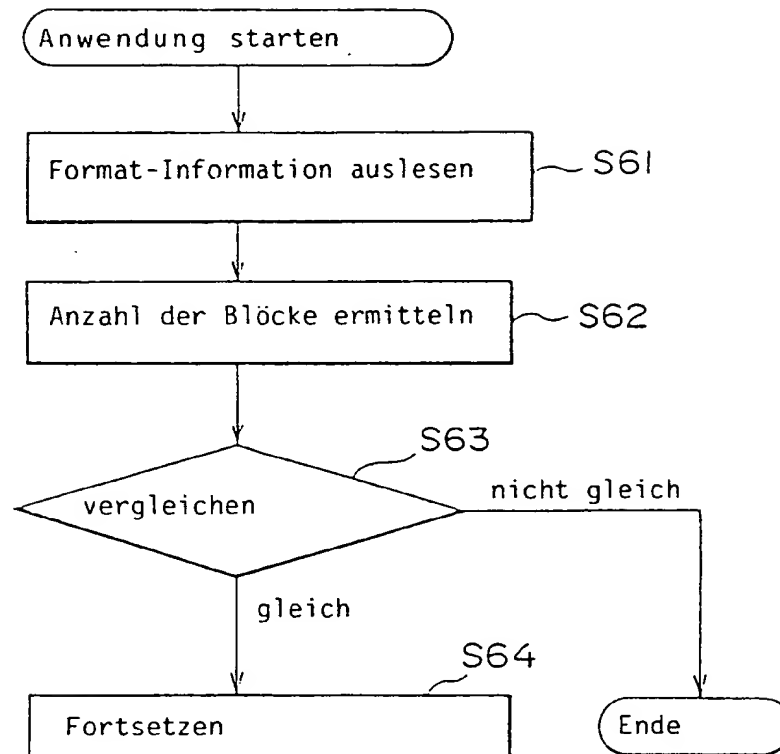 Anwendung starten
Format-Information auslesen
S61
Anzahl der Blöcke ermitteln
S62
S63
vergleichen
nicht gleich
gleich
S64
Fortsetzen
Ende